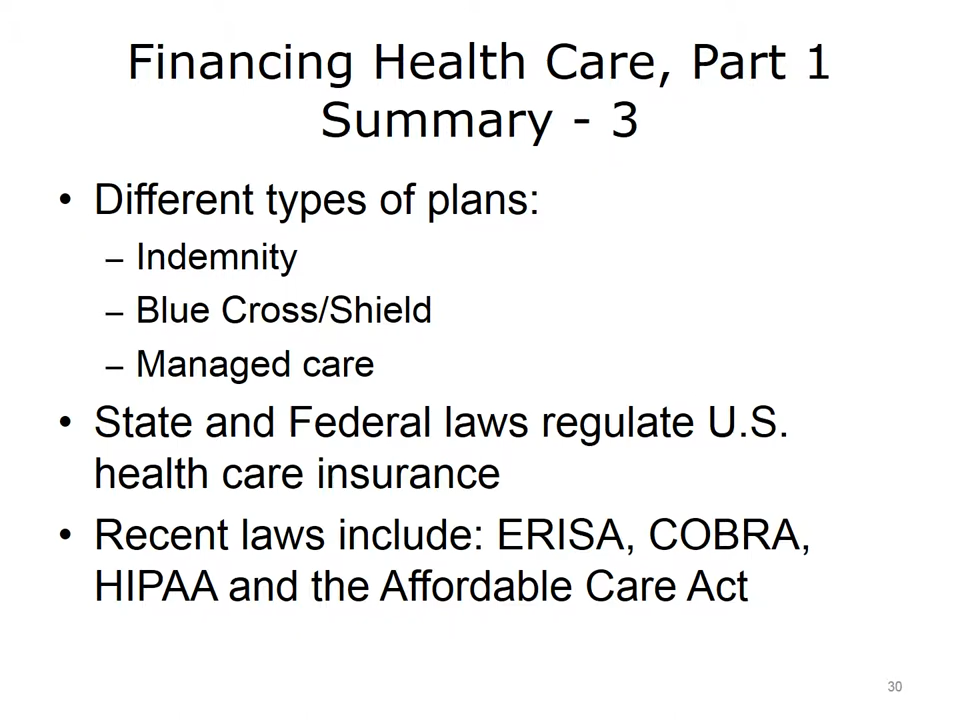 Financing Health Care, Part 1
Summary - 3
• Different types of plans:
– Indemnity
– Blue Cross/Shield
– Managed care
• State and Federal laws regulate U.S.
health care insurance
• Recent laws include: ERISA, COBRA,
HIPAA and the Affordable Care Act
30